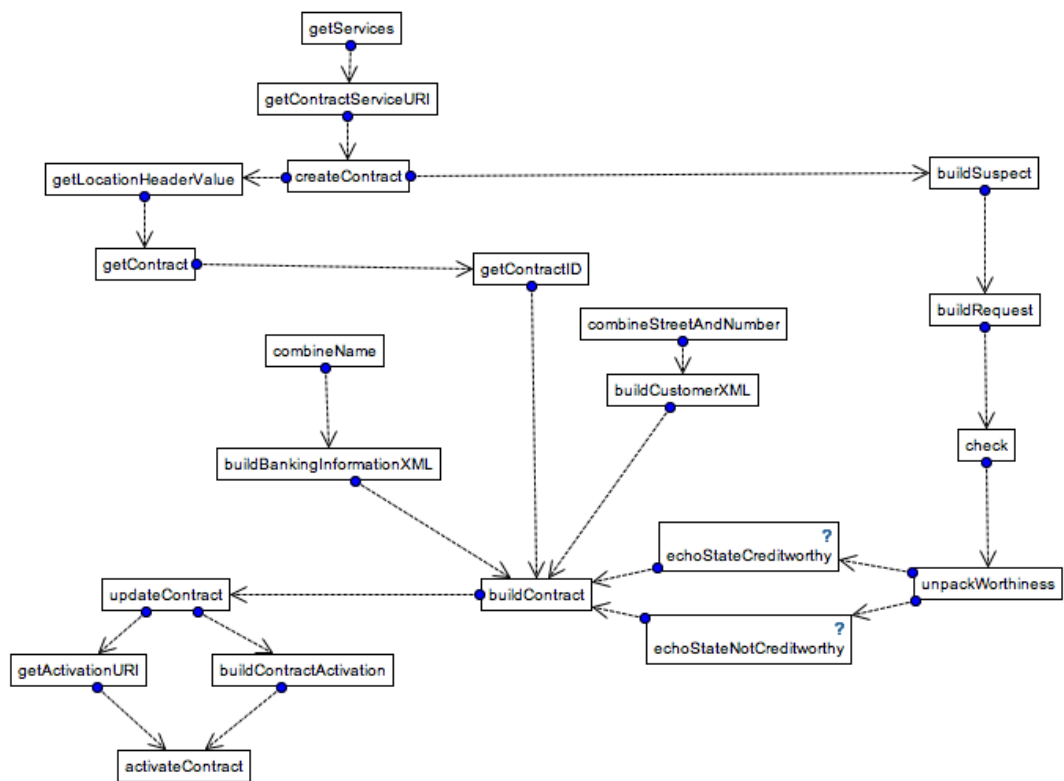 getServices
getContractServiceURI
getLocationHeaderValue
createContract
buildSuspect
getContract
getContractID
buildRequest
combineStreetAndNumber
combineName
buildCustomerXML
check
buildBankingInformationXML
?
echoStateCreditworthy
unpackWorthiness
updateContract
buildContract
?
echoStateNotCreditworthy
getActivationURI
buildContractActivation
activateContract